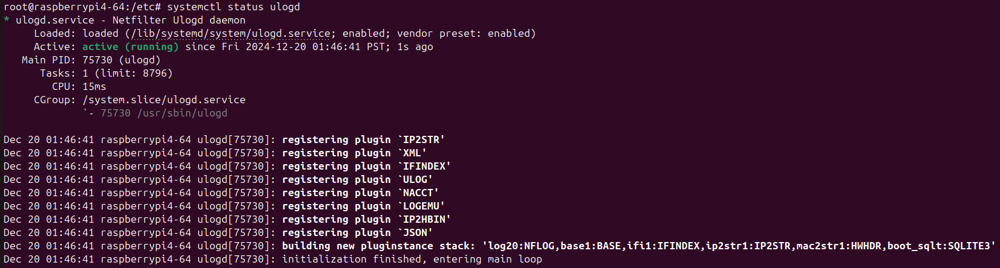 root@raspberrypi4-64:/etc# systemctl status ulogd
* ulogd.service - Netfilter Ulogd daemon
     Loaded: loaded (/lib/systemd/system/ulogd.service; enabled; vendor preset: enabled)
     Active: active (running) since Fri 2024-12-20 01:46:41 PST; 1s ago
   Main PID: 75730 (ulogd)
      Tasks: 1 (limit: 8796)
        CPU: 15ms
     CGroup: /system.slice/ulogd.service
             `- 75730 /usr/sbin/ulogd
Dec 20 01:46:41 raspberrypi4-64 ulogd[75730]: registering plugin `IP2STR'
Dec 20 01:46:41 raspberrypi4-64 ulogd[75730]: registering plugin `XML'
Dec 20 01:46:41 raspberrypi4-64 ulogd[75730]: registering plugin `IFINDEX'
Dec 20 01:46:41 raspberrypi4-64 ulogd[75730]: registering plugin `ULOG'
Dec 20 01:46:41 raspberrypi4-64 ulogd[75730]: registering plugin `NACCT'
Dec 20 01:46:41 raspberrypi4-64 ulogd[75730]: registering plugin `LOGEMU'
Dec 20 01:46:41 raspberrypi4-64 ulogd[75730]: registering plugin `IP2HBIN'
Dec 20 01:46:41 raspberrypi4-64 ulogd[75730]: registering plugin `JSON'
Dec 20 01:46:41 raspberrypi4-64 ulogd[75730]: building new pluginstance stack: 'log20:NFLOG,base1:BASE,ifi1:IFINDEX,ip2str1:IP2STR,mac2str1:HWHDR,boot_sqlt:SQLITE3'
Dec 20 01:46:41 raspberrypi4-64 ulogd[75730]: initialization finished, entering main loop